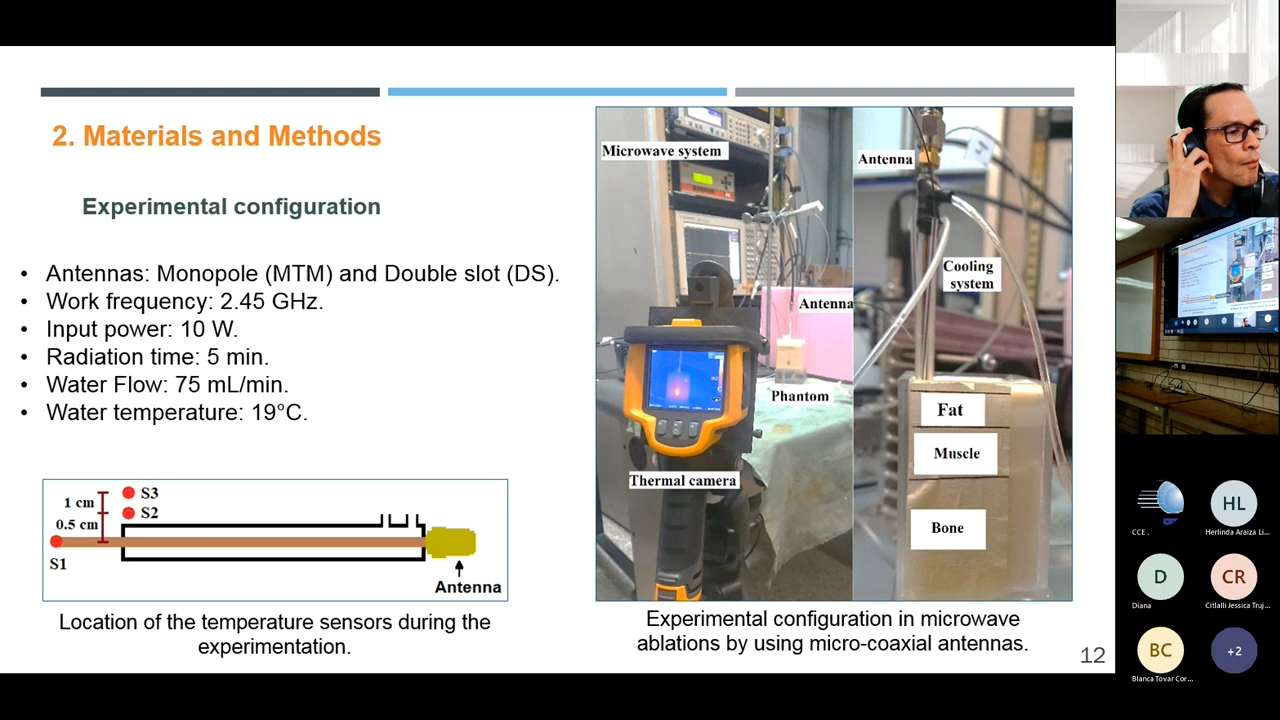 2. Materials and Methods
Experimental configuration
• Antennas: Monopole (MTM) and Double slot (DS).
• Work frequency: 2.45 GHz.
• Input power: 10 W.
• Radiation time: 5 min.
• Water Flow: 75 mL/min.
• Water temperature: 19°C.
S3
1 cm
S2
0.5 cm
S1
Antenna
Location of the temperature sensors during the
experimentation.
Microwave system
Antenna
Phantom
Thermal camera
Antenna
Cooling
system
Fat
Muscle
Bone
Experimental configuration in microwave
ablations by using micro-coaxial antennas.
12
CCE .
HL
Herlinda Araiza Li...
D
Diana
CR
Citlalli Jessica Truj...
BC
Blanca Tovar Cor...
+2